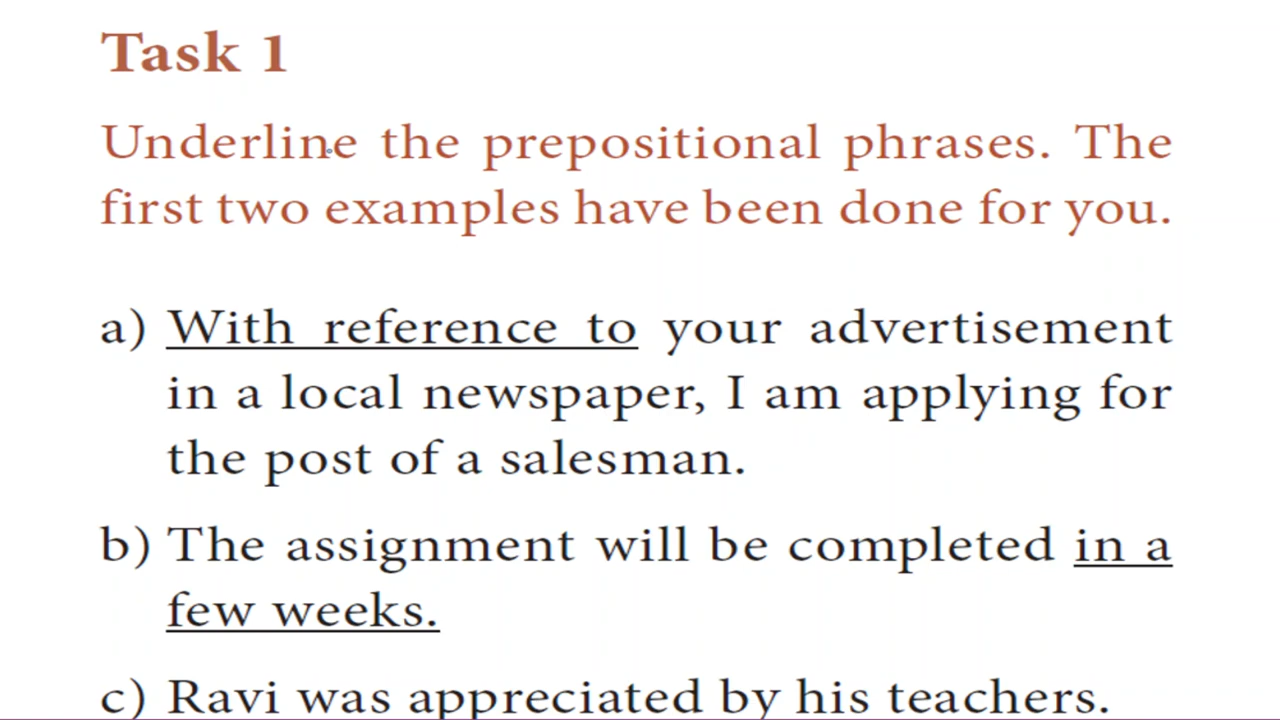 Task 1
Underline the prepositional phrases. The
first two examples have been done for you.
a) With reference to your advertisement
in a local newspaper, I am applying for
the post of a salesman.
b) The assignment will be completed in a
few weeks.
c) Ravi was appreciated by his teachers.